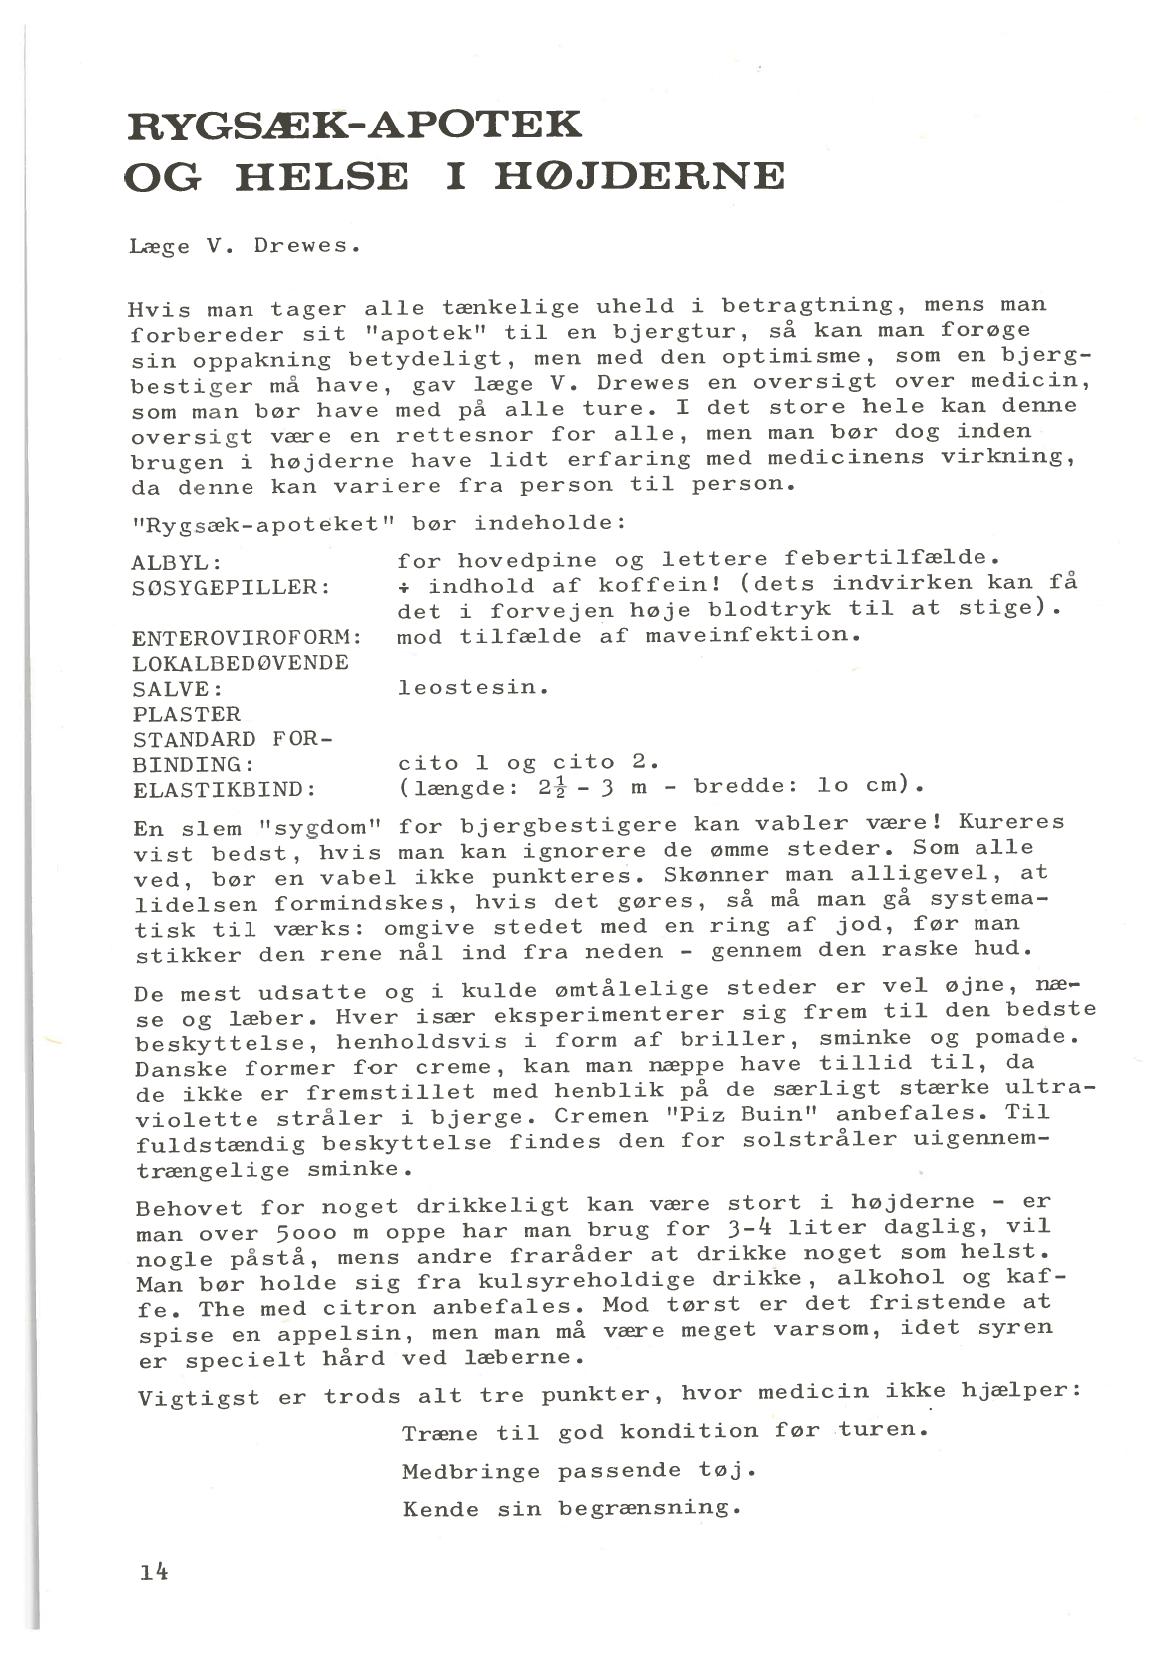 RYGSÆK-APOTEK
OG HELSE I HØJDERNE
Læge V. Drewes.
Hvis man tager alle tænkelige uheld i betragtning, mens man
forbereder sit "apotek" til en bjergtur, så kan man forøge
sin oppakning betydeligt, men med den optimisme, som en bjerg-
bestiger må have, gav læge V. Drewes en oversigt over medicin,
som man bør have med på alle ture. I det store hele kan denne
oversigt være en rettesnor for alle, men man bør dog inden
brugen i højderne have lidt erfaring med medicinens virkning,
da denne kan variere fra person til person.
"Rygsæk-apoteket" bør indeholde:
ALBYL: for hovedpine og lettere febertilfælde.
SØSYGEPILLER: ÷ indhold af koffein! (dets indvirken kan få
det i forvejen høje blodtryk til at stige).
ENTEROVIROFORM: mod tilfælde af maveinfektion.
LOKALBEDØVENDE
SALVE: leostesin.
PLASTER
STANDARD FOR-
BINDING: cito 1 og cito 2.
ELASTIKBIND: (længde: 2½ - 3 m - bredde: lo cm).
En slem "sygdom" for bjergbestigere kan vabler være! Kureres
vist bedst, hvis man kan ignorere de ømme steder. Som alle
ved, bør en vabel ikke punkteres. Skønner man alligevel, at
lidelsen formindskes, hvis det gøres, så må man gå systema-
tisk til værks: omgive stedet med en ring af jod, før man
stikker den rene nål ind fra neden - gennem den raske hud.
De mest udsatte og i kulde ømtålelige steder er vel øjne, næ-
se og læber. Hver især eksperimenterer sig frem til den bedste
beskyttelse, henholdsvis i form af briller, sminke og pomade.
Danske former for creme, kan man næppe have tillid til, da
de ikke er fremstillet med henblik på de særligt stærke ultra-
violette stråler i bjerge. Cremen "Piz Buin" anbefales. Til
fuldstændig beskyttelse findes den for solstråler uigennem-
trængelige sminke.
Behovet for noget drikkeligt kan være stort i højderne - er
man over 5ooo m oppe har man brug for 3-4 liter daglig, vil
nogle påstå, mens andre fraråder at drikke noget som helst.
Man bør holde sig fra kulsyreholdige drikke, alkohol og kaf-
fe. The med citron anbefales. Mod tørst er det fristende at
spise en appelsin, men man må være meget varsom, idet syren
er specielt hård ved læberne.
Vigtigst er trods alt tre punkter, hvor medicin ikke hjælper:
Træne til god kondition før turen.
Medbringe passende tøj.
Kende sin begrænsning.
14